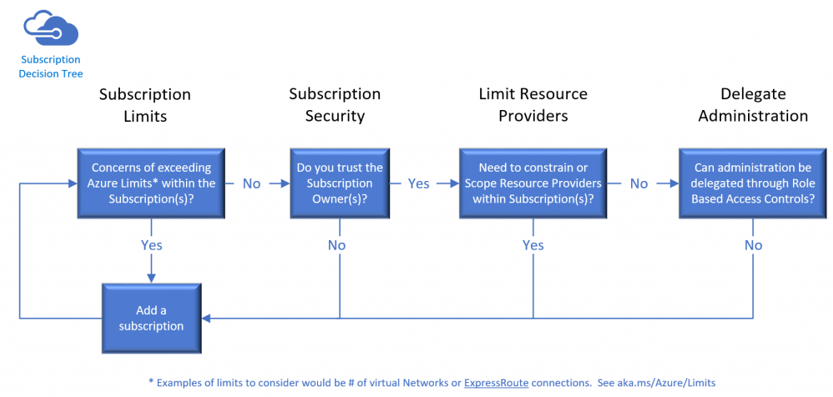 Subscription
Decision Tree
Subscription
Limits
Subscription
Security
Limit Resource
Providers
Delegate
Administration
Concerns of exceeding
Azure Limits* within the
Subscription(s)?
No
Do you trust the
Subscription
Owner(s)?
Yes
Need to constrain or
Scope Resource Providers
within Subscription(s)?
No
Can administration be
delegated through Role
Based Access Controls?
Yes
No
Yes
No
Add a
subscription
* Examples of limits to consider would be # of virtual Networks or ExpressRoute connections.  See aka.ms/Azure/Limits